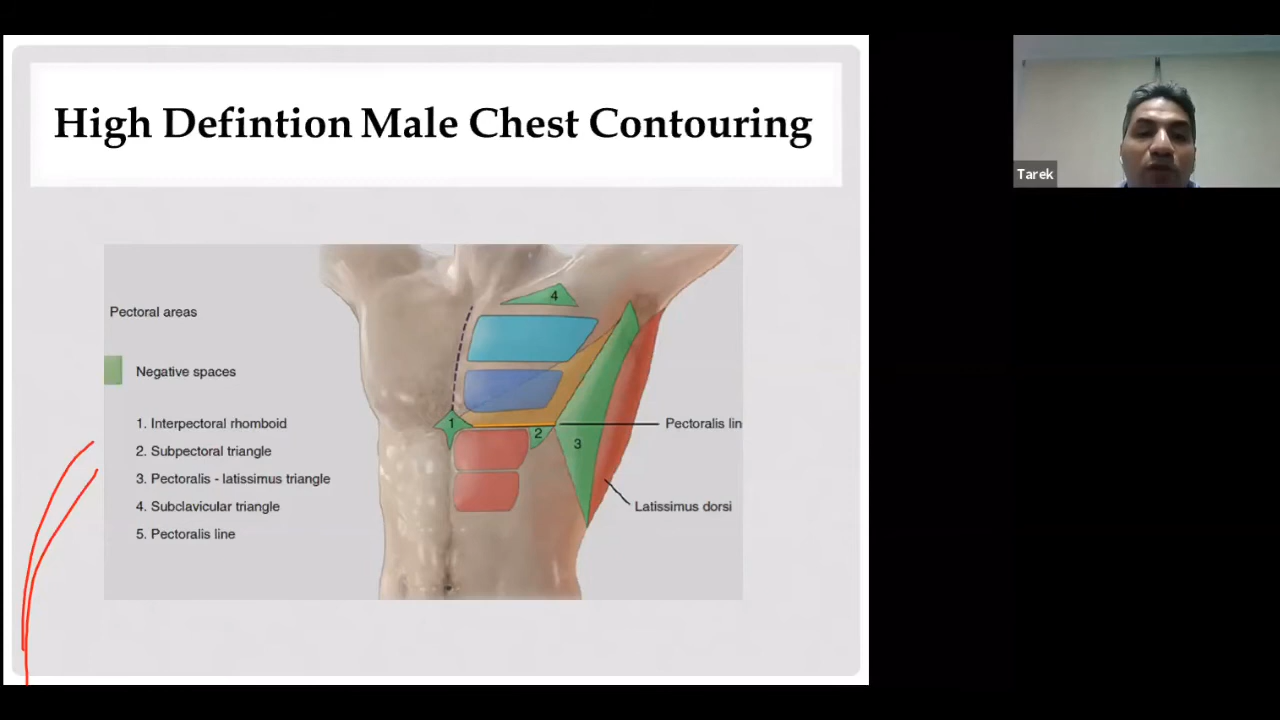 High Defintion Male Chest Contouring
Tarek
4
Pectoral areas
Negative spaces
1. Interpectoral rhomboid
1
2
Pectoralis lin
2. Subpectoral triangle
3
3. Pectoralis - latissimus triangle
4. Subclavicular triangle
Latissimus dorsi
5. Pectoralis line